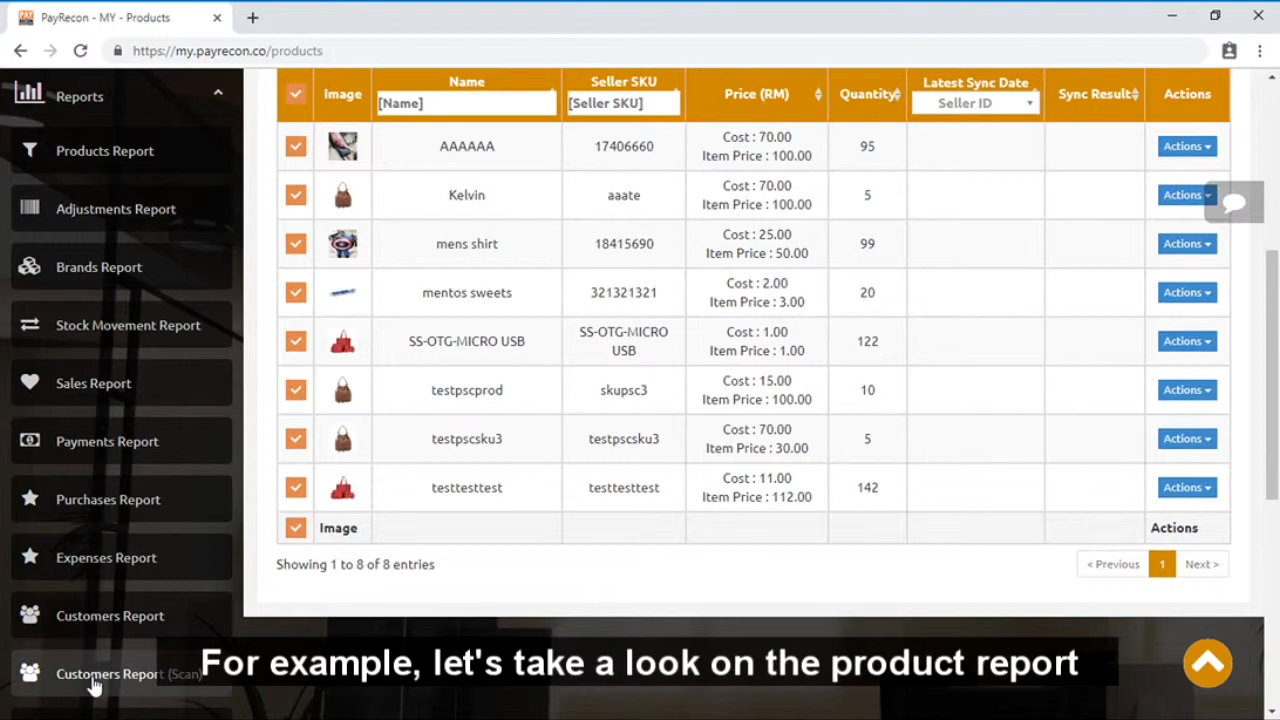 PayRecon - MY - Products
https://my.payrecon.co/products
Reports
Products Report
Adjustments Report
Brands Report
Stock Movement Report
Sales Report
Payments Report
Purchases Report
Expenses Report
Customers Report
Customers Report (Scan)
Image
Name
[Name]
Seller SKU
[Seller SKU]
Price (RM)
Quantity
Latest Sync Date
Seller ID
Sync Result
Actions
AAAAAA
17406660
Cost : 70.00
Item Price : 100.00
95
Actions
Kelvin
aaate
Cost : 70.00
Item Price : 100.00
5
Actions
mens shirt
18415690
Cost : 25.00
Item Price : 50.00
99
Actions
mentos sweets
321321321
Cost : 2.00
Item Price : 3.00
20
Actions
SS-OTG-MICRO USB
SS-OTG-MICRO
USB
Cost : 1.00
Item Price : 1.00
122
Actions
testpscprod
skupsc3
Cost : 15.00
Item Price : 100.00
10
Actions
testpscsku3
testpscsku3
Cost : 70.00
Item Price : 30.00
5
Actions
testtesttest
testtesttest
Cost : 11.00
Item Price : 112.00
142
Actions
Image
Actions
Showing 1 to 8 of 8 entries
< Previous
1
Next >
For example, let's take a look on the product report